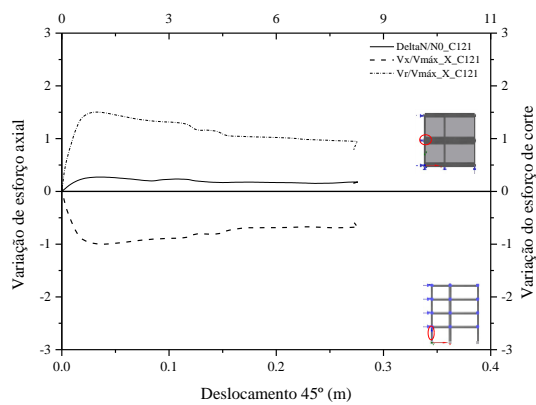 0 3 6 8 11
DeltaN/N0_C121
Vx/Vmáx_X_C121
Vr/Vmáx_X_C121
Variação de esforço axial
3
2
1
0
-1
-2
-3
Variação do esforço de corte
3
2
1
0
-1
-2
-3
0.0 0.1 0.2 0.3 0.4
Deslocamento 45º (m)